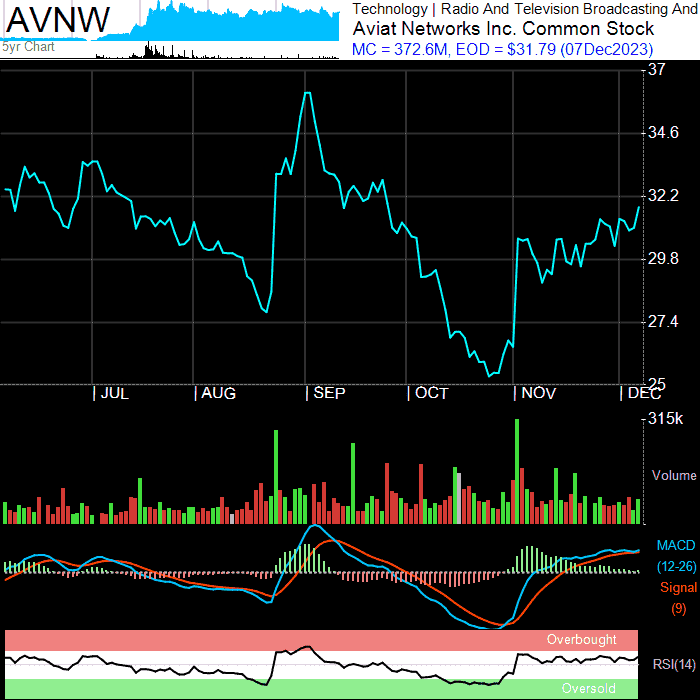 AVNW
5yr Chart
Technology | Radio And Television Broadcasting And
Aviat Networks Inc. Common Stock
MC = 372.6M, EOD = $31.79 (07Dec2023)
37
34.6
32.2
29.8
27.4
25
| JUL | AUG | SEP | OCT | NOV | DEC
315k
Volume
MACD
(12-26)
Signal
(9)
Overbought
RSI(14)
Oversold